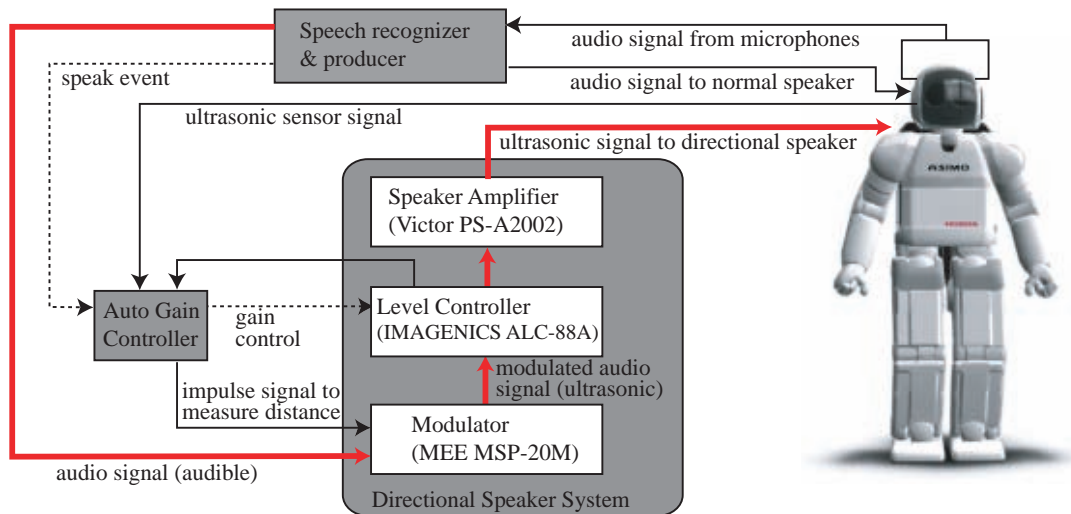 Speech recognizer
& producer
audio signal from microphones
speak event
audio signal to normal speaker
ultrasonic sensor signal
ultrasonic signal to directional speaker
Speaker Amplifier
(Victor PS-A2002)
ASIMO
HONDA
Auto Gain
Controller
gain
control
Level Controller
(IMAGENICS ALC-88A)
modulated audio
signal (ultrasonic)
impulse signal to
measure distance
Modulator
(MEE MSP-20M)
audio signal (audible)
Directional Speaker System